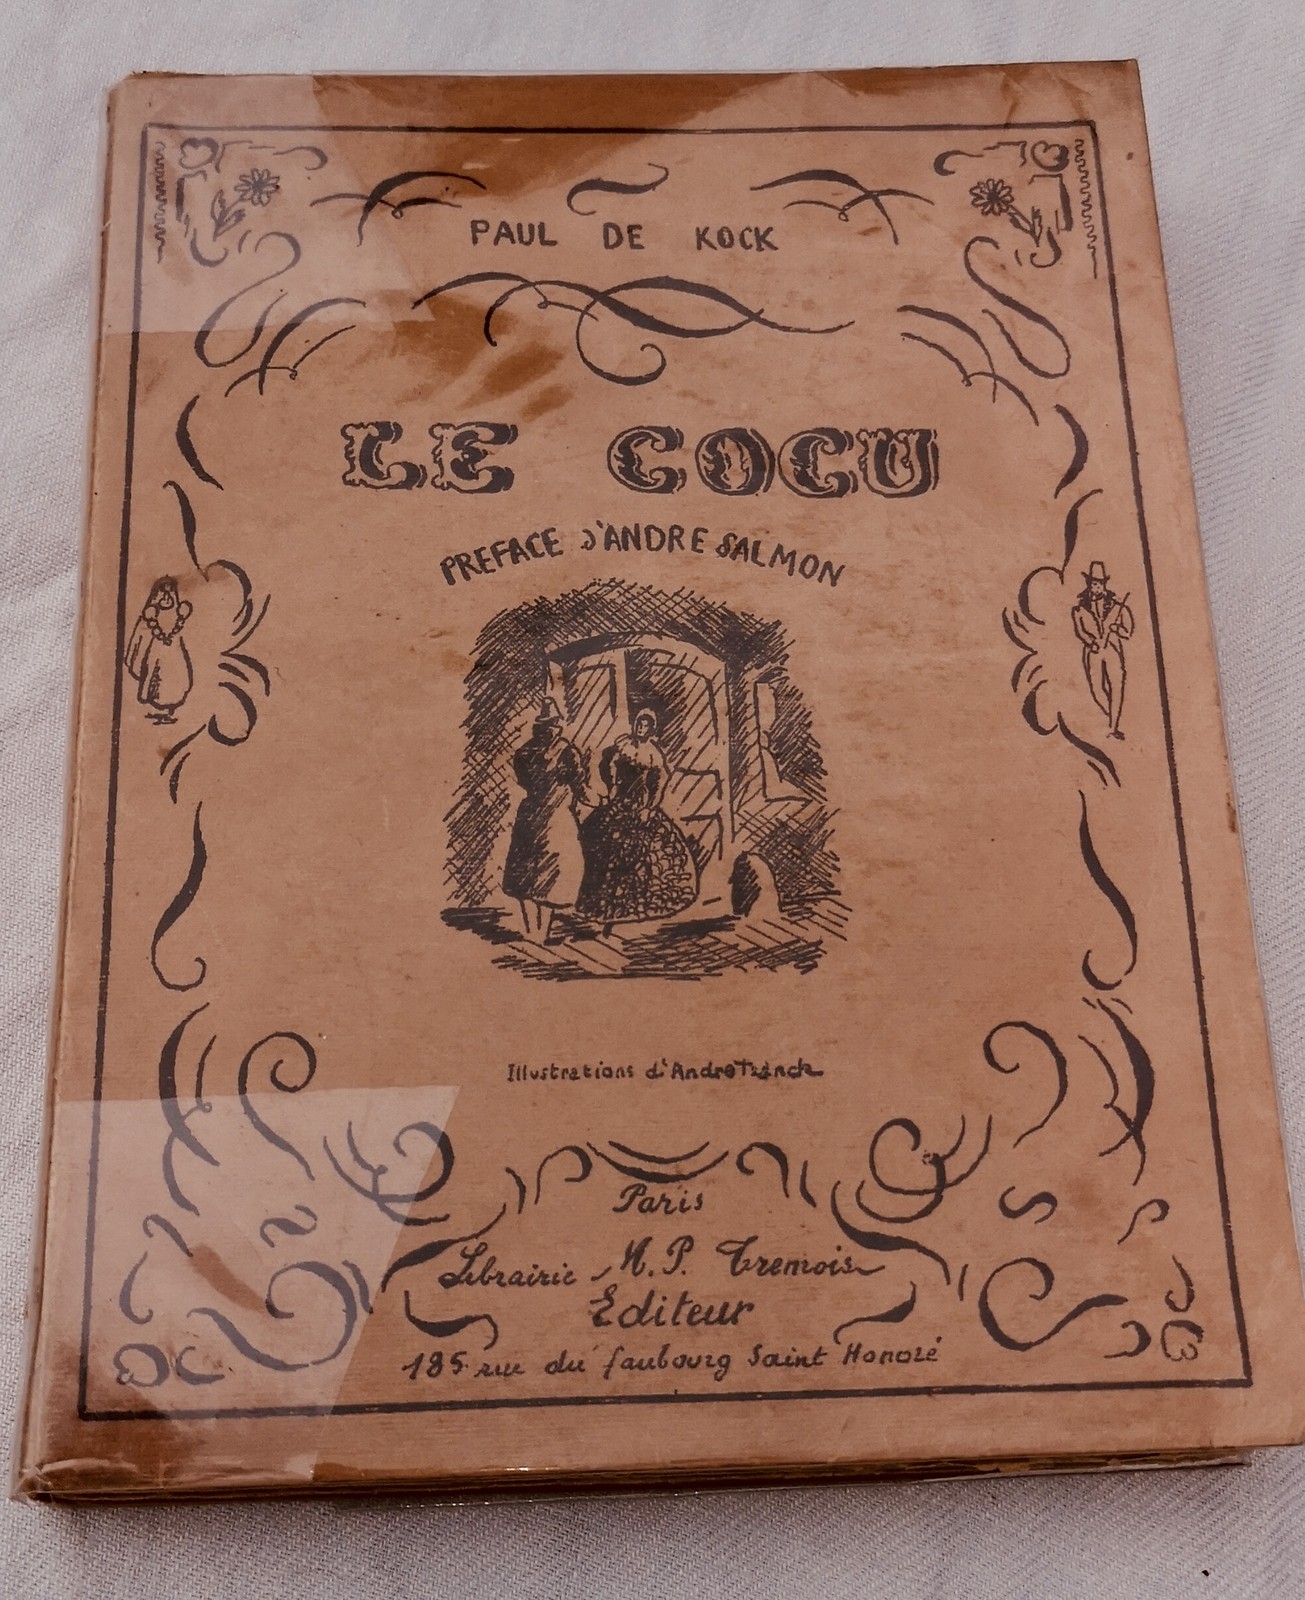 PAUL DE KOCK
LE COCU
PREFACE D'ANDRE SALMON
Illustrations d'Andre
Paris
Librairie M.P. Tremois
Editeur
185 rue du faubourg Saint Honoré